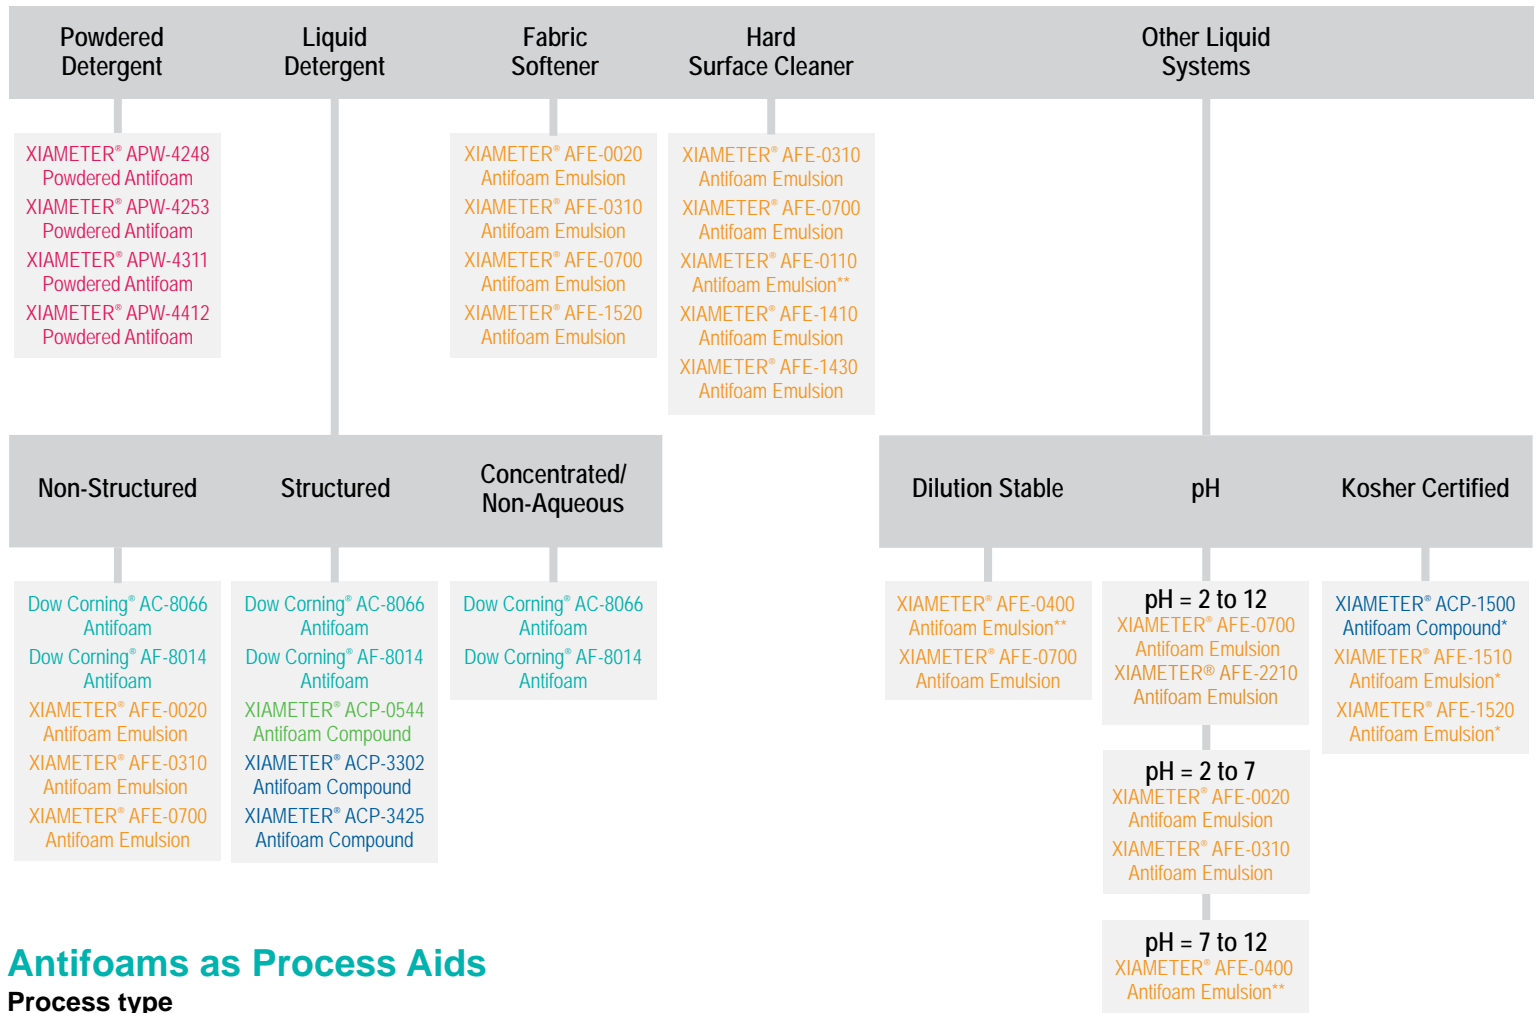 Powdered
Detergent
Liquid
Detergent
Fabric
Softener
Hard
Surface Cleaner
Other Liquid
Systems
XIAMETER® APW-4248
Powdered Antifoam
XIAMETER® APW-4253
Powdered Antifoam
XIAMETER® APW-4311
Powdered Antifoam
XIAMETER® APW-4412
Powdered Antifoam
XIAMETER® AFE-0020
Antifoam Emulsion
XIAMETER® AFE-0310
Antifoam Emulsion
XIAMETER® AFE-0700
Antifoam Emulsion
XIAMETER® AFE-1520
Antifoam Emulsion
XIAMETER® AFE-0310
Antifoam Emulsion
XIAMETER® AFE-0700
Antifoam Emulsion
XIAMETER® AFE-0110
Antifoam Emulsion**
XIAMETER® AFE-1410
Antifoam Emulsion
XIAMETER® AFE-1430
Antifoam Emulsion
Non-Structured
Structured
Concentrated/
Non-Aqueous
Dilution Stable
pH
Kosher Certified
Dow Corning® AC-8066
Antifoam
Dow Corning® AF-8014
Antifoam
XIAMETER® AFE-0020
Antifoam Emulsion
XIAMETER® AFE-0310
Antifoam Emulsion
XIAMETER® AFE-0700
Antifoam Emulsion
Dow Corning® AC-8066
Antifoam
Dow Corning® AF-8014
Antifoam
XIAMETER® ACP-0544
Antifoam Compound
XIAMETER® ACP-3302
Antifoam Compound
XIAMETER® ACP-3425
Antifoam Compound
Dow Corning® AC-8066
Antifoam
Dow Corning® AF-8014
Antifoam
XIAMETER® AFE-0400
Antifoam Emulsion**
XIAMETER® AFE-0700
Antifoam Emulsion
pH = 2 to 12
XIAMETER® AFE-0700
Antifoam Emulsion
XIAMETER® AFE-2210
Antifoam Emulsion
pH = 2 to 7
XIAMETER® AFE-0020
Antifoam Emulsion
XIAMETER® AFE-0310
Antifoam Emulsion
pH = 7 to 12
XIAMETER® AFE-0400
Antifoam Emulsion**
XIAMETER® ACP-1500
Antifoam Compound*
XIAMETER® AFE-1510
Antifoam Emulsion*
XIAMETER® AFE-1520
Antifoam Emulsion*
Antifoams as Process Aids
Process type